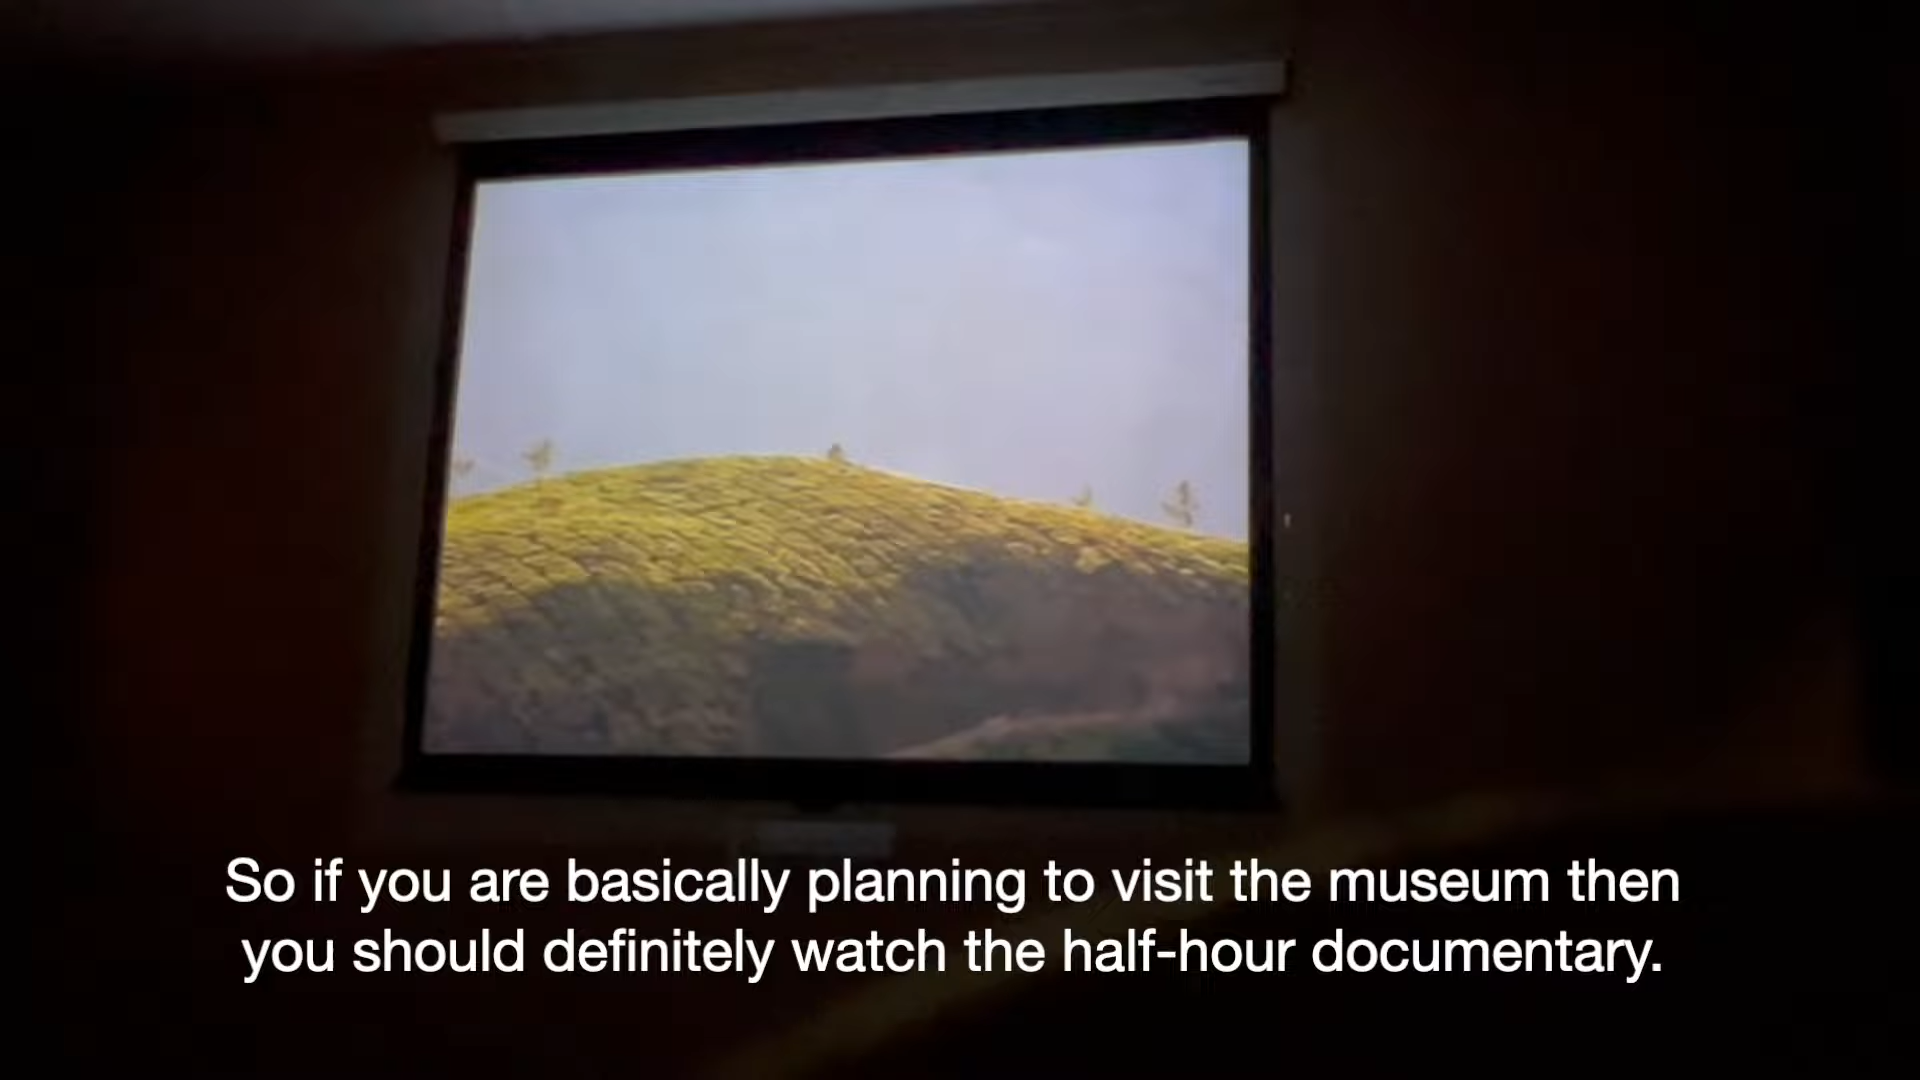 So if you are basically planning to visit the museum then
you should definitely watch the half-hour documentary.